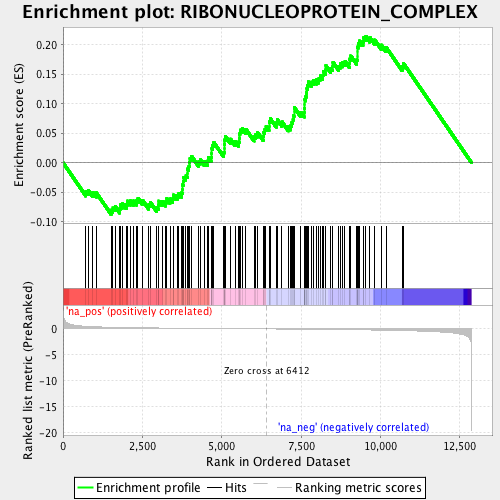 Enrichment plot: RIBONUCLEOPROTEIN_COMPLEX
Enrichment score (ES)
0.20
0.15
0.10
0.05
0.00
-0.05
-0.10
'na_pos' (positively correlated)
Ranked list metric (PreRanked)
0
-5
-10
-15
-20
Zero cross at 6412
'na_neg' (negatively correlated)
0
2,500
5,000
7,500
10,000
12,500
Rank in Ordered Dataset
Enrichment profile
Hits
Ranking metric scores